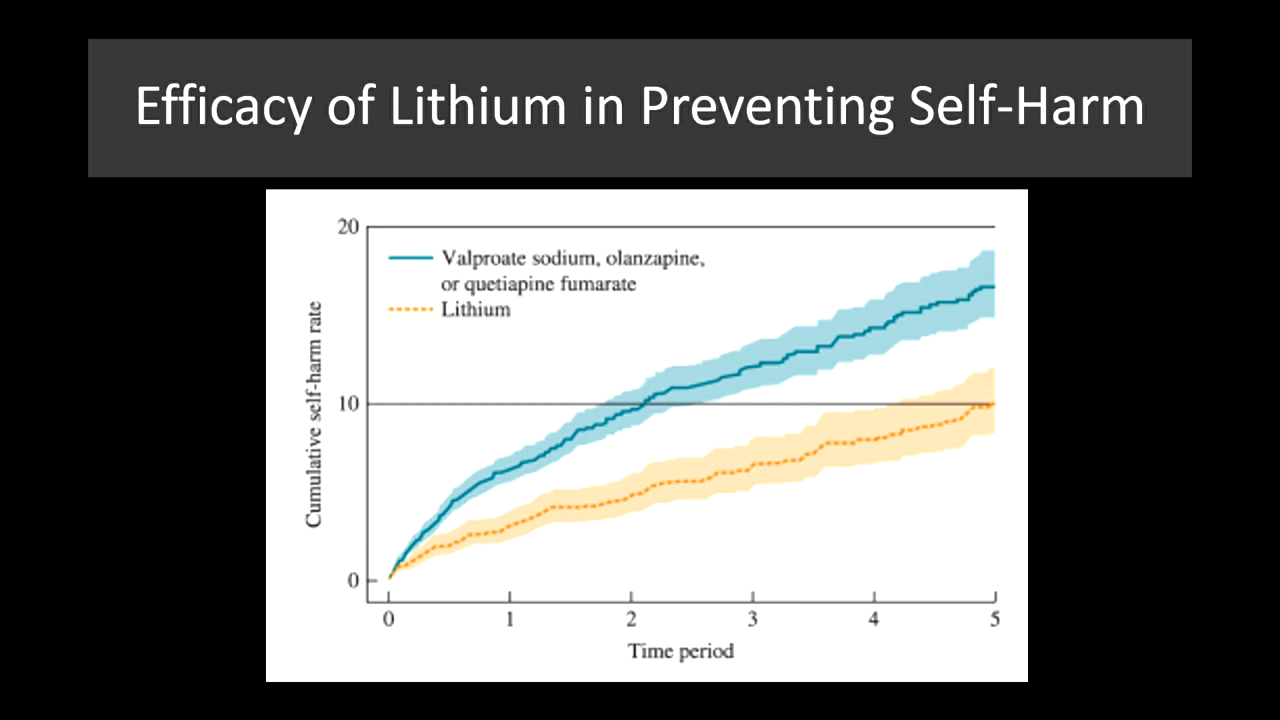 Efficacy of Lithium in Preventing Self-Harm
20
Valproate sodium, olanzapine,
or quetiapine fumarate
Lithium
Cumulative self-harm rate
10
0
0 1 2 3 4 5
Time period